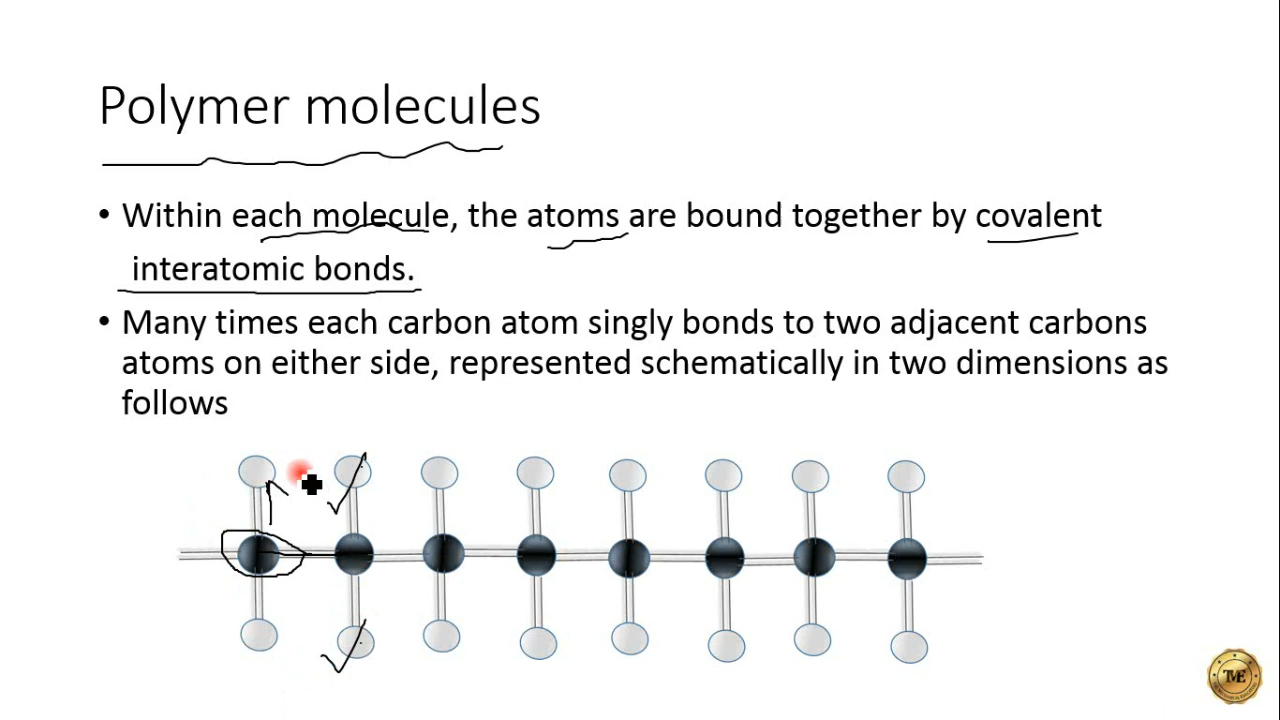 Polymer molecules
• Within each molecule, the atoms are bound together by covalent
interatomic bonds.
• Many times each carbon atom singly bonds to two adjacent carbons
atoms on either side, represented schematically in two dimensions as
follows
TME